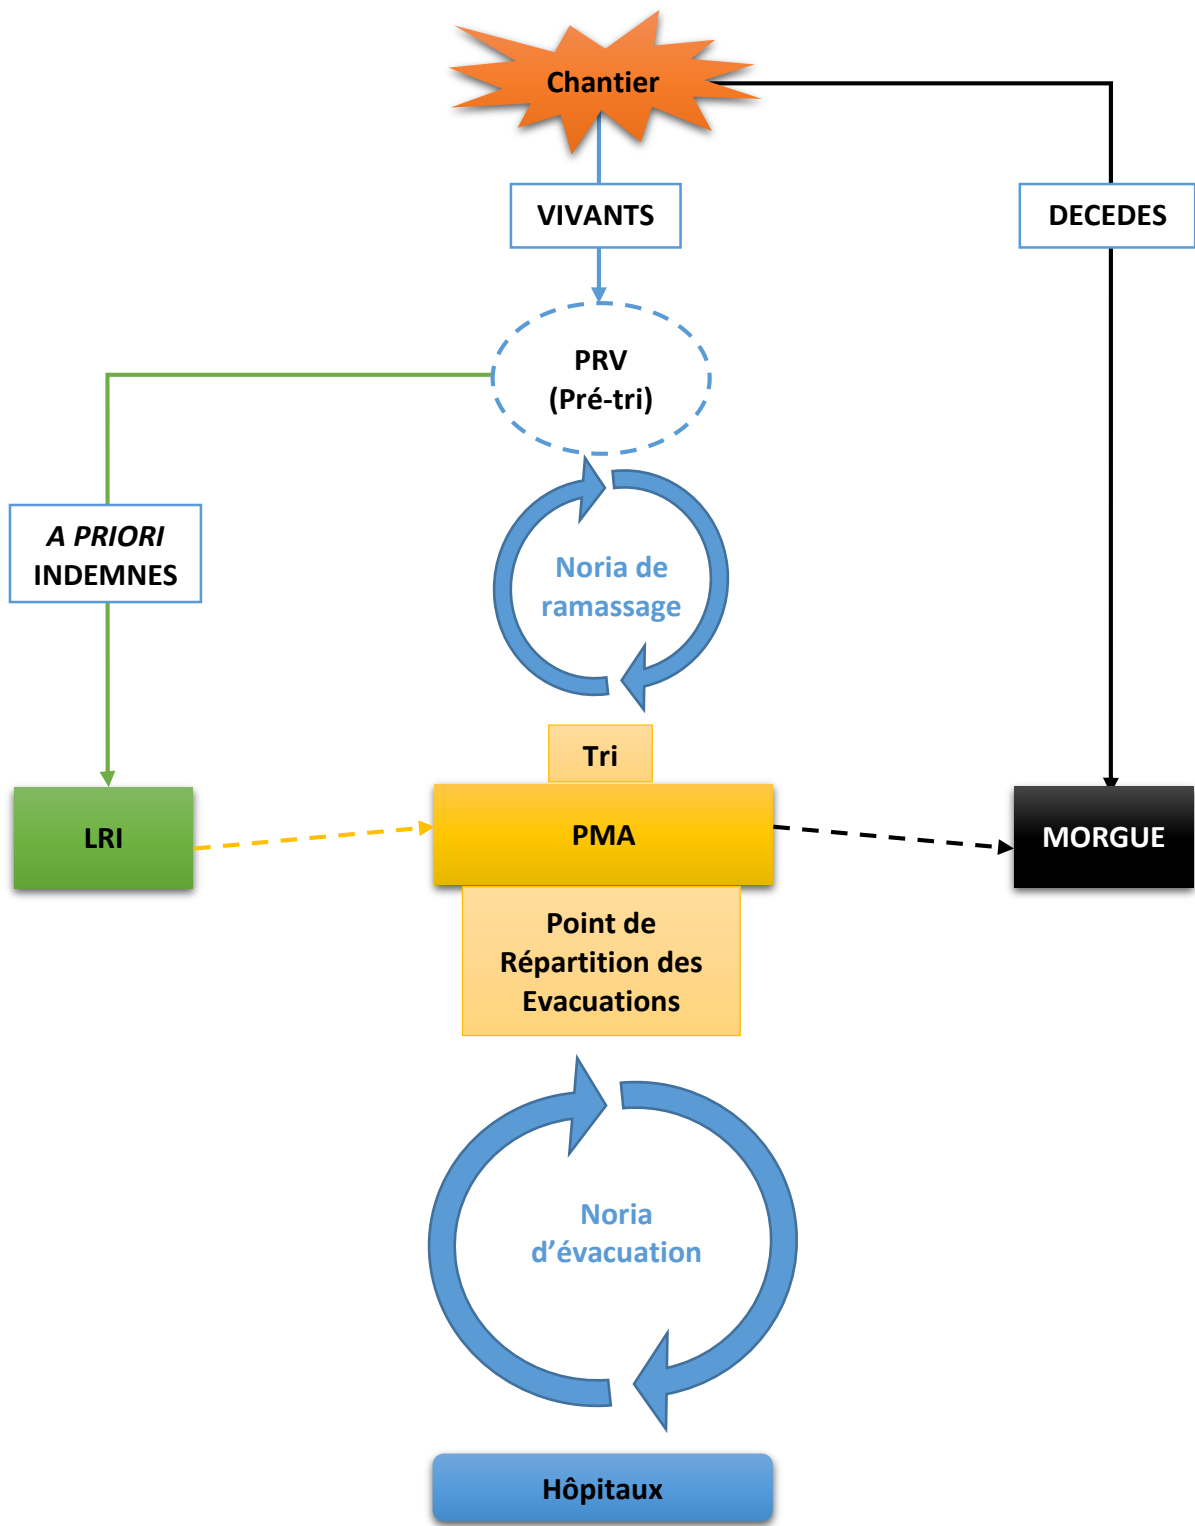 Chantier
VIVANTS
DECEDES
PRV
(Pré-tri)
A PRIORI
INDEMNES
Noria de
ramassage
Tri
LRI
PMA
MORGUE
Point de
Répartition des
Evacuations
Noria
d’évacuation
Hôpitaux